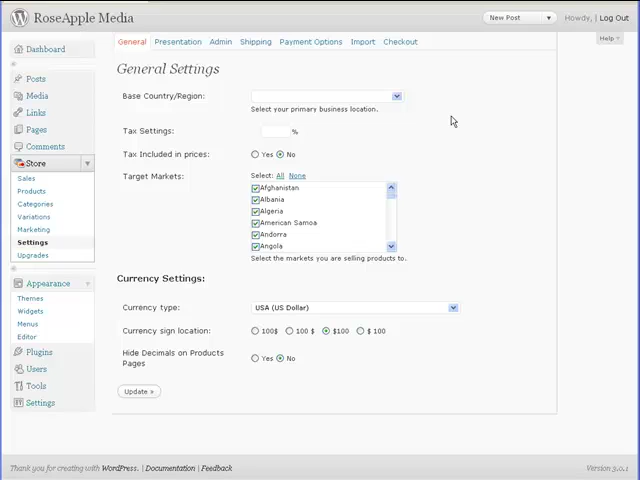 RoseApple Media
New Post
Howdy, | Log Out
Dashboard
Posts
Media
Links
Pages
Comments
Store
Sales
Products
Categories
Variations
Marketing
Settings
Upgrades
Appearance
Themes
Widgets
Menus
Editor
Plugins
Users
Tools
Settings
General Presentation Admin Shipping Payment Options Import Checkout
Help
General Settings
Base Country/Region:
Select your primary business location.
Tax Settings:
%
Tax Included in prices:
Yes No
Target Markets:
Select: All None
Afghanistan
Albania
Algeria
American Samoa
Andorra
Angola
Select the markets you are selling products to.
Currency Settings:
Currency type:
USA (US Dollar)
Currency sign location:
100$ 100 $ $100 $ 100
Hide Decimals on Products
Pages
Yes No
Update »
Thank you for creating with WordPress. | Documentation | Feedback
Version 3.0.1